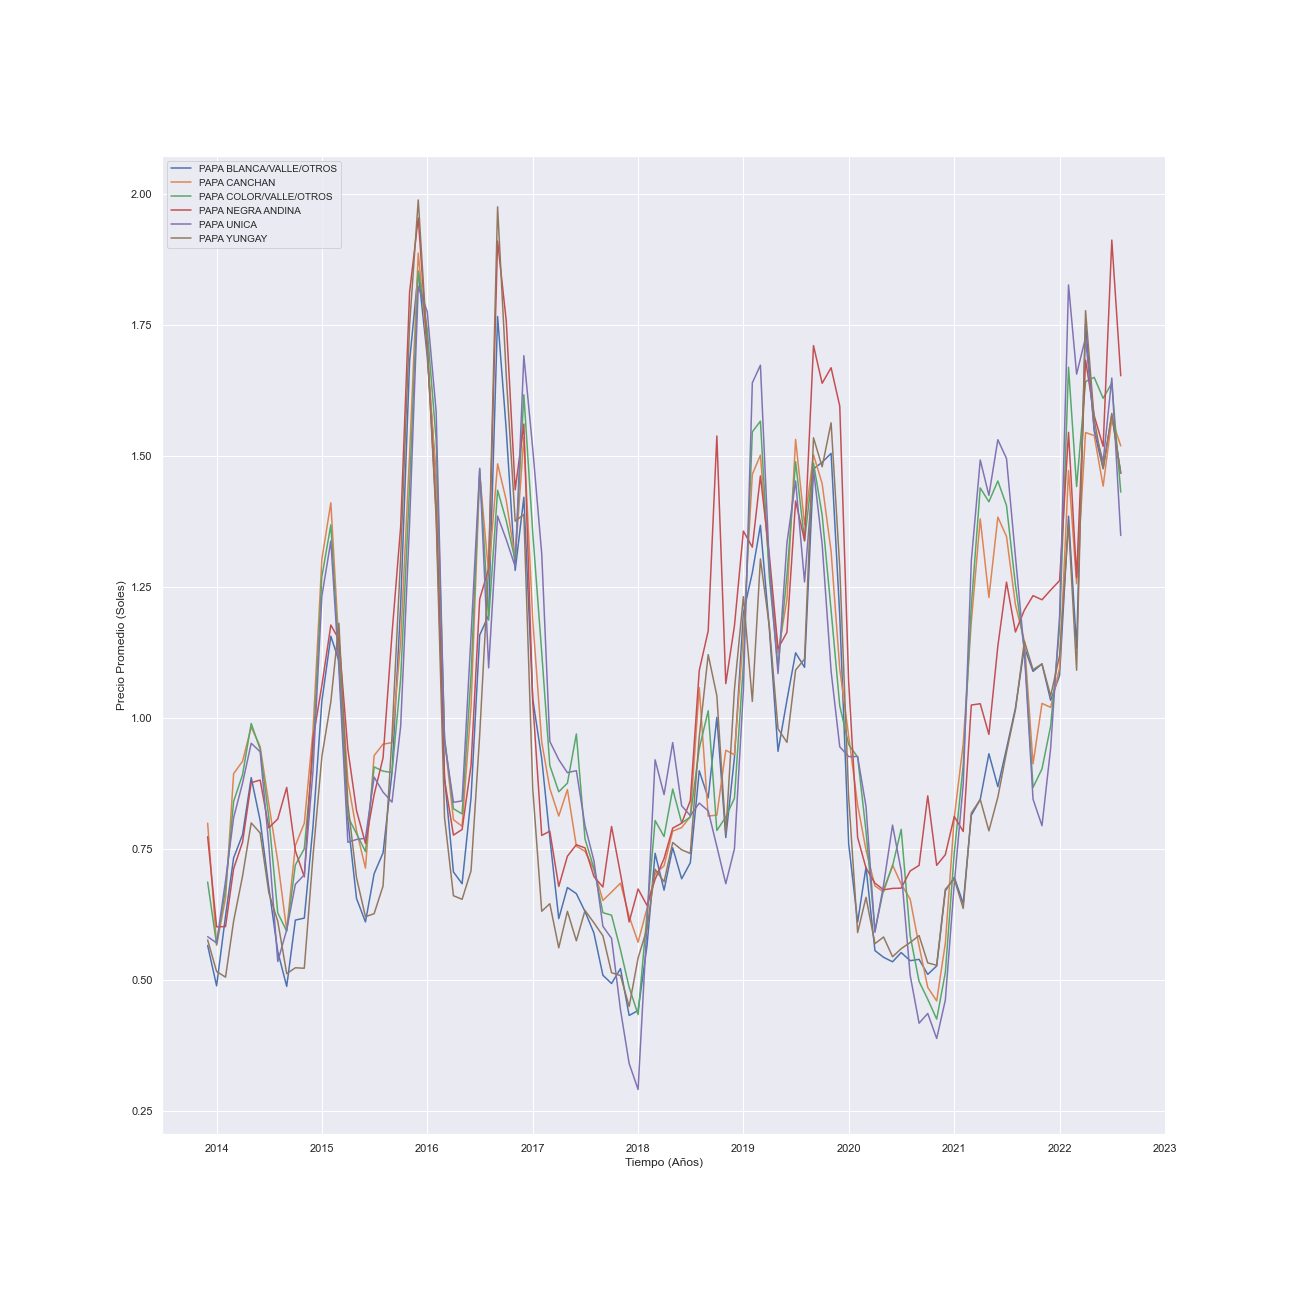 PAPA BLANCA/VALLE/OTROS
PAPA CANCHAN
PAPA COLOR/VALLE/OTROS
PAPA NEGRA ANDINA
PAPA UNICA
PAPA YUNGAY
2.00
1.75
1.50
1.25
1.00
0.75
0.50
0.25
Precio Promedio (Soles)
2014 2015 2016 2017 2018 2019 2020 2021 2022 2023
Tiempo (Años)